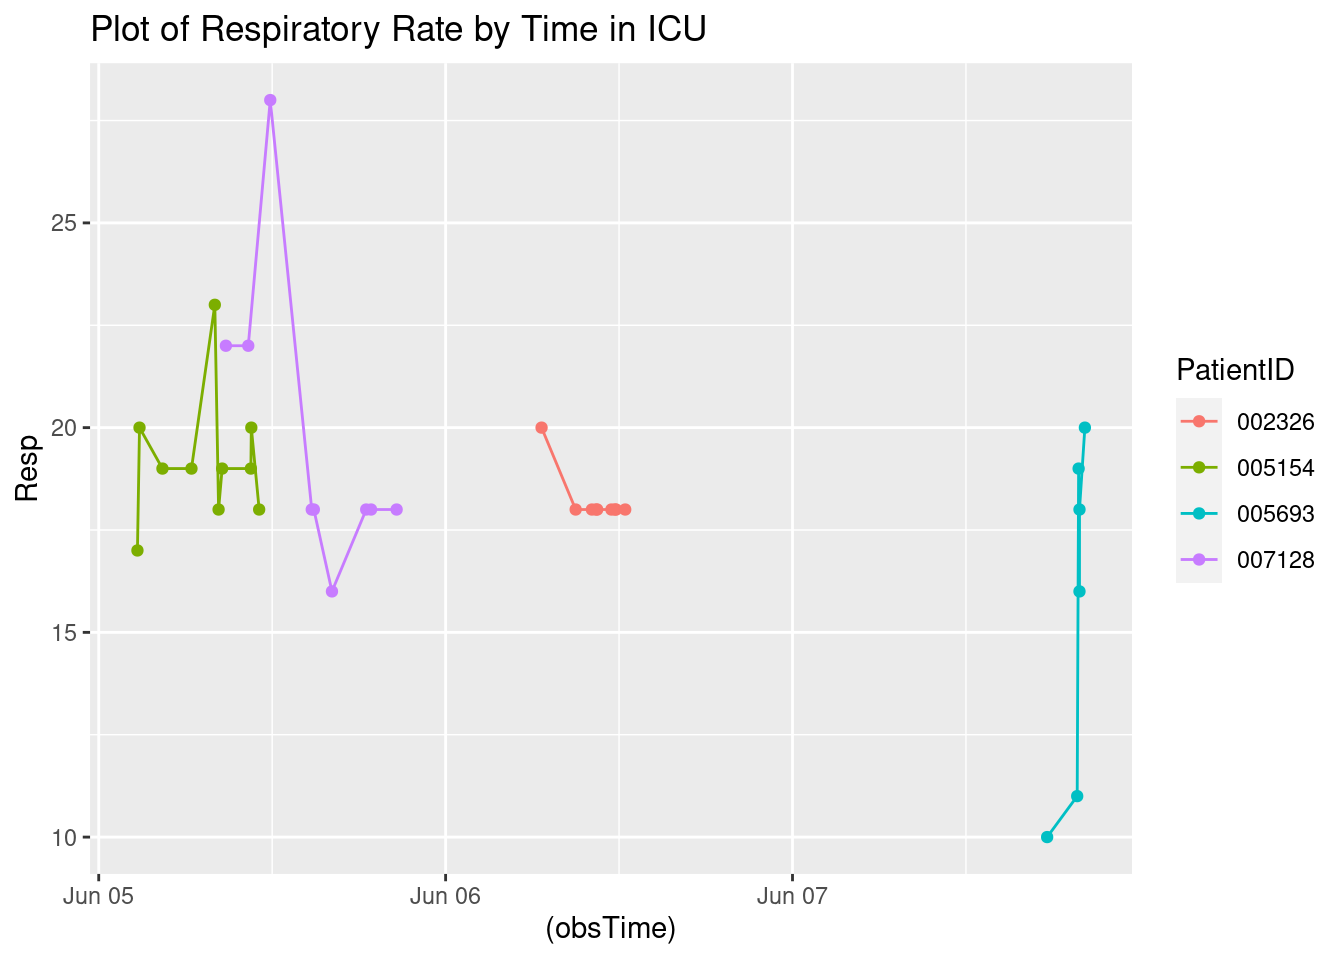 Plot of Respiratory Rate by Time in ICU
25
20
15
10
Resp
Jun 05
Jun 06
Jun 07
(obsTime)
PatientID
002326
005154
005693
007128